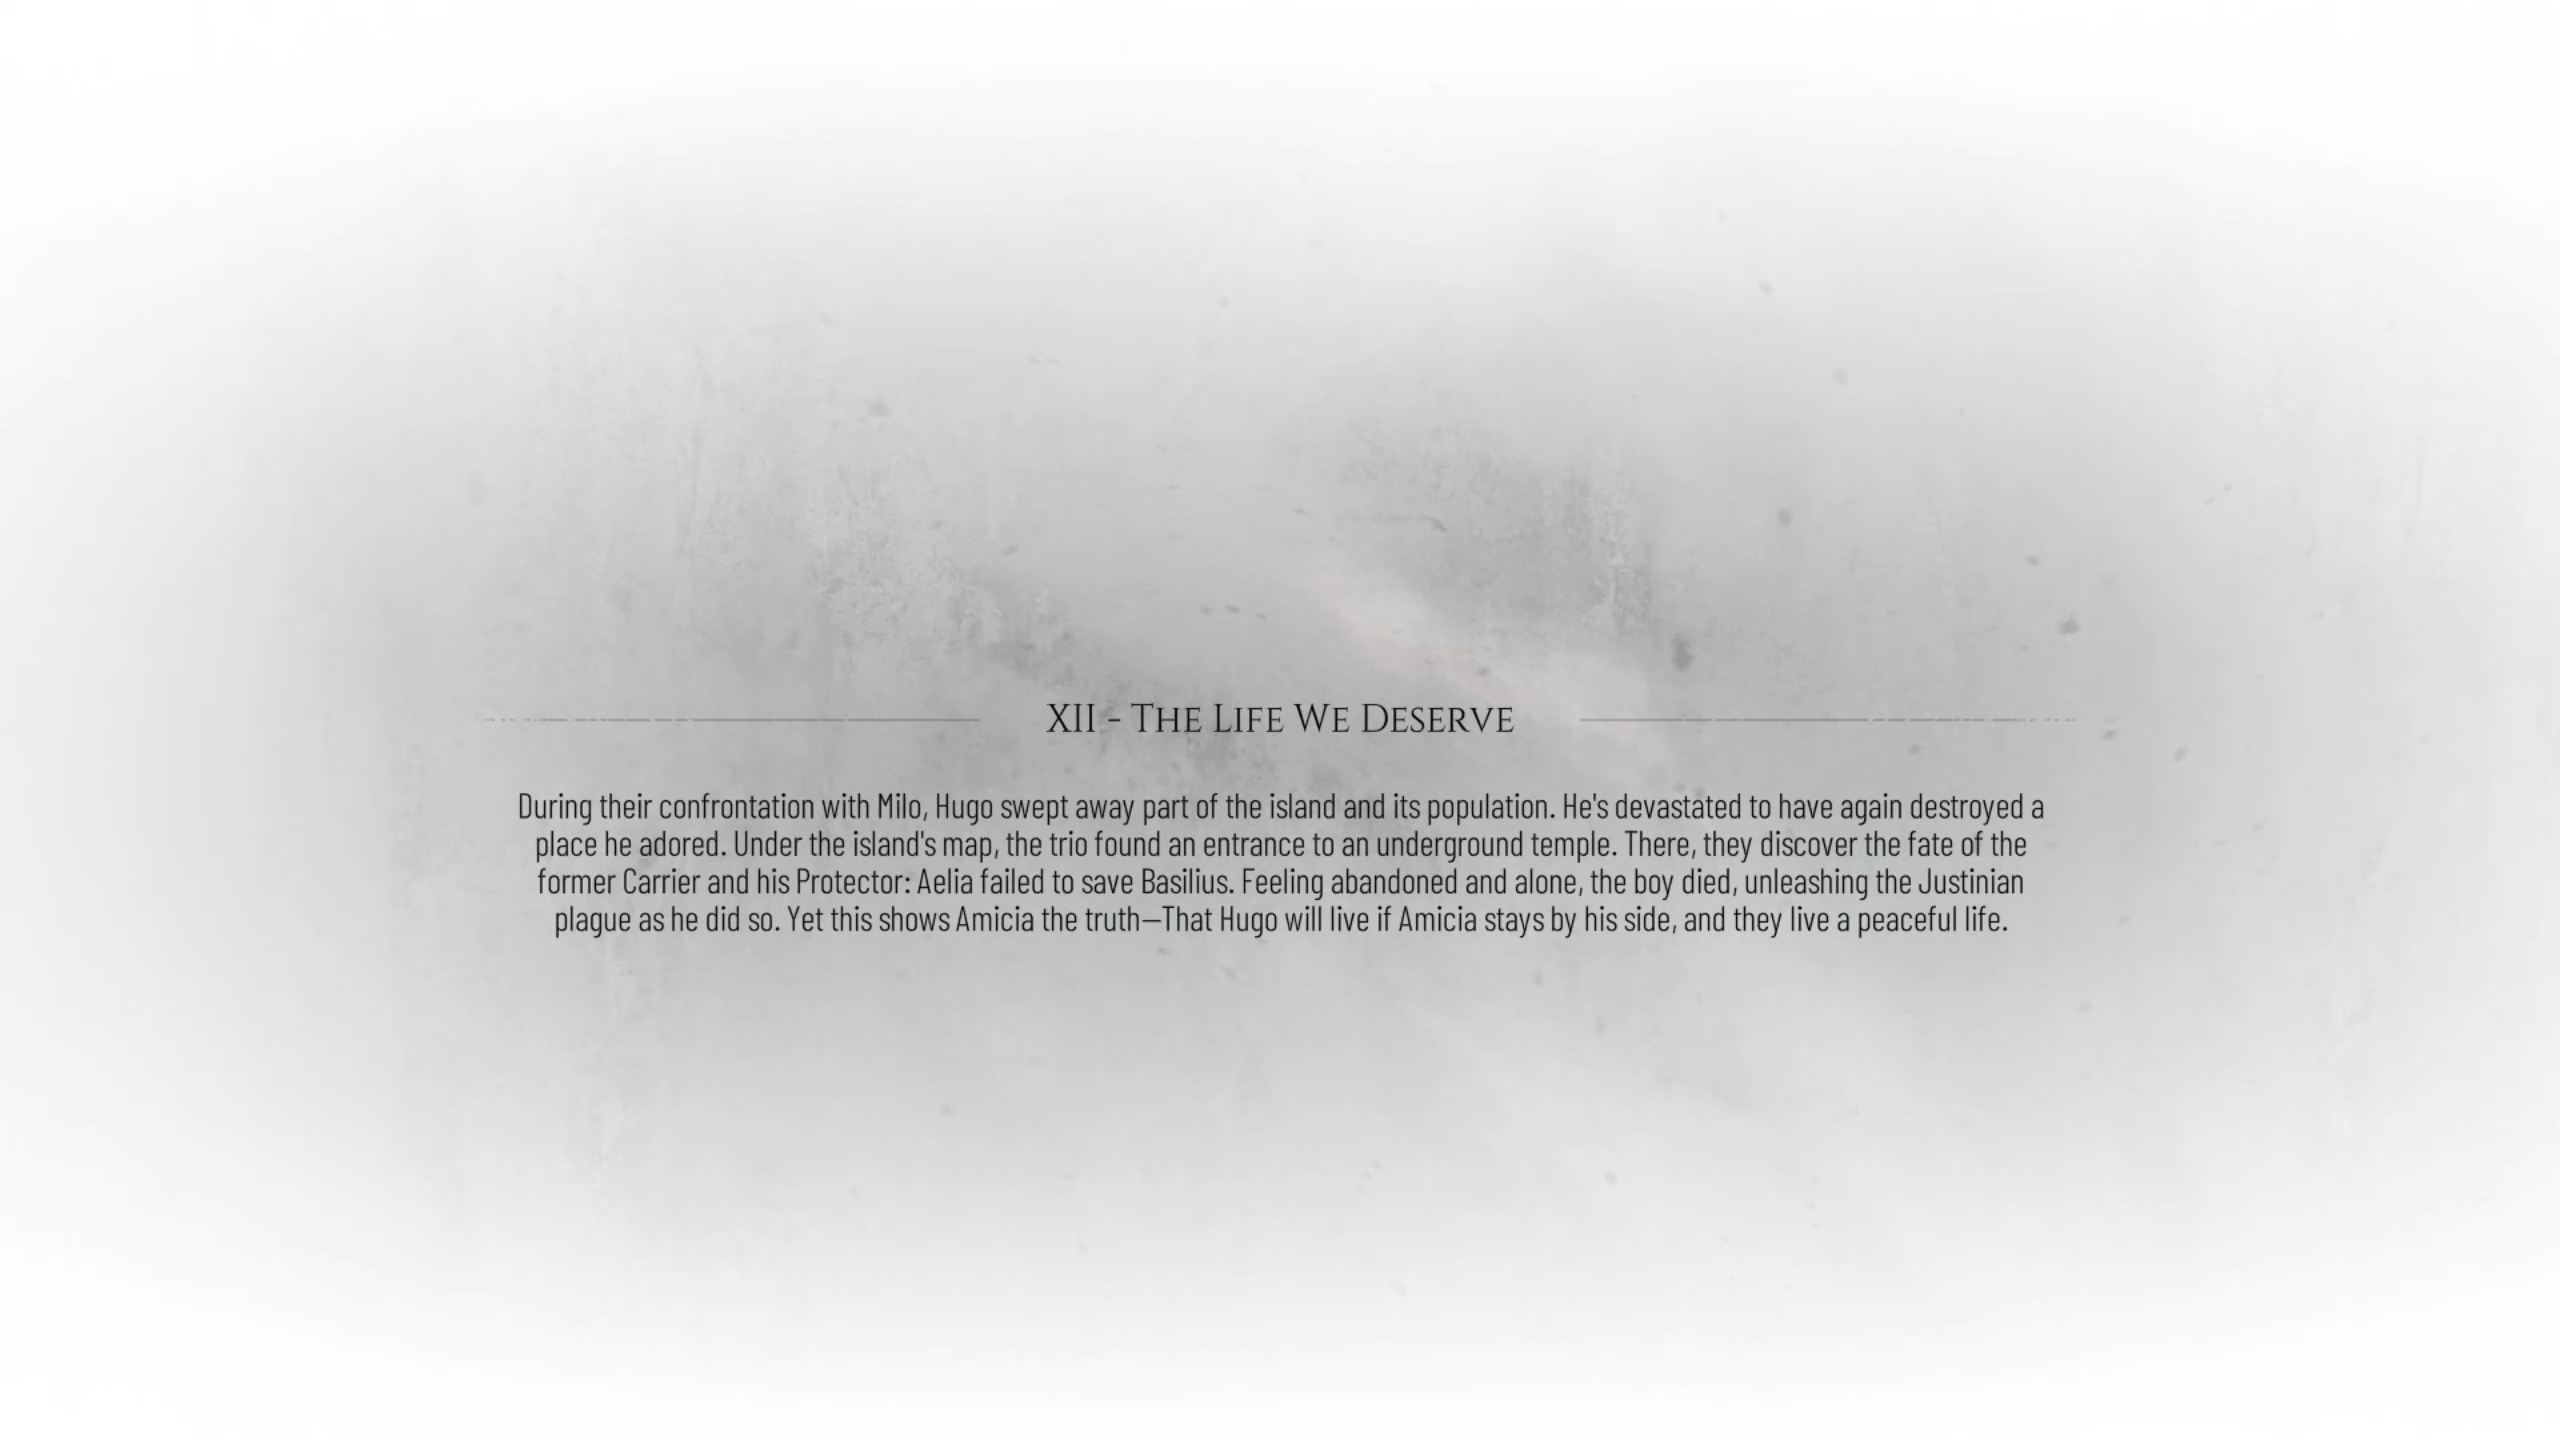 XII - The Life We Deserve
During their confrontation with Milo, Hugo swept away part of the island and its population. He's devastated to have again destroyed a
place he adored. Under the island's map, the trio found an entrance to an underground temple. There, they discover the fate of the
former Carrier and his Protector: Aelia failed to save Basilius. Feeling abandoned and alone, the boy died, unleashing the Justinian
plague as he did so. Yet this shows Amicia the truth—That Hugo will live if Amicia stays by his side, and they live a peaceful life.